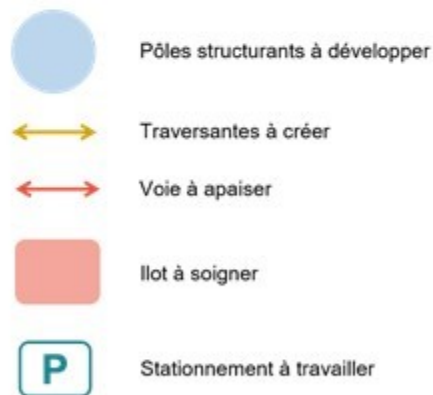 Pôles structurants à développer
Traversantes à créer
Voie à apaiser
Ilot à soigner
P Stationnement à travailler